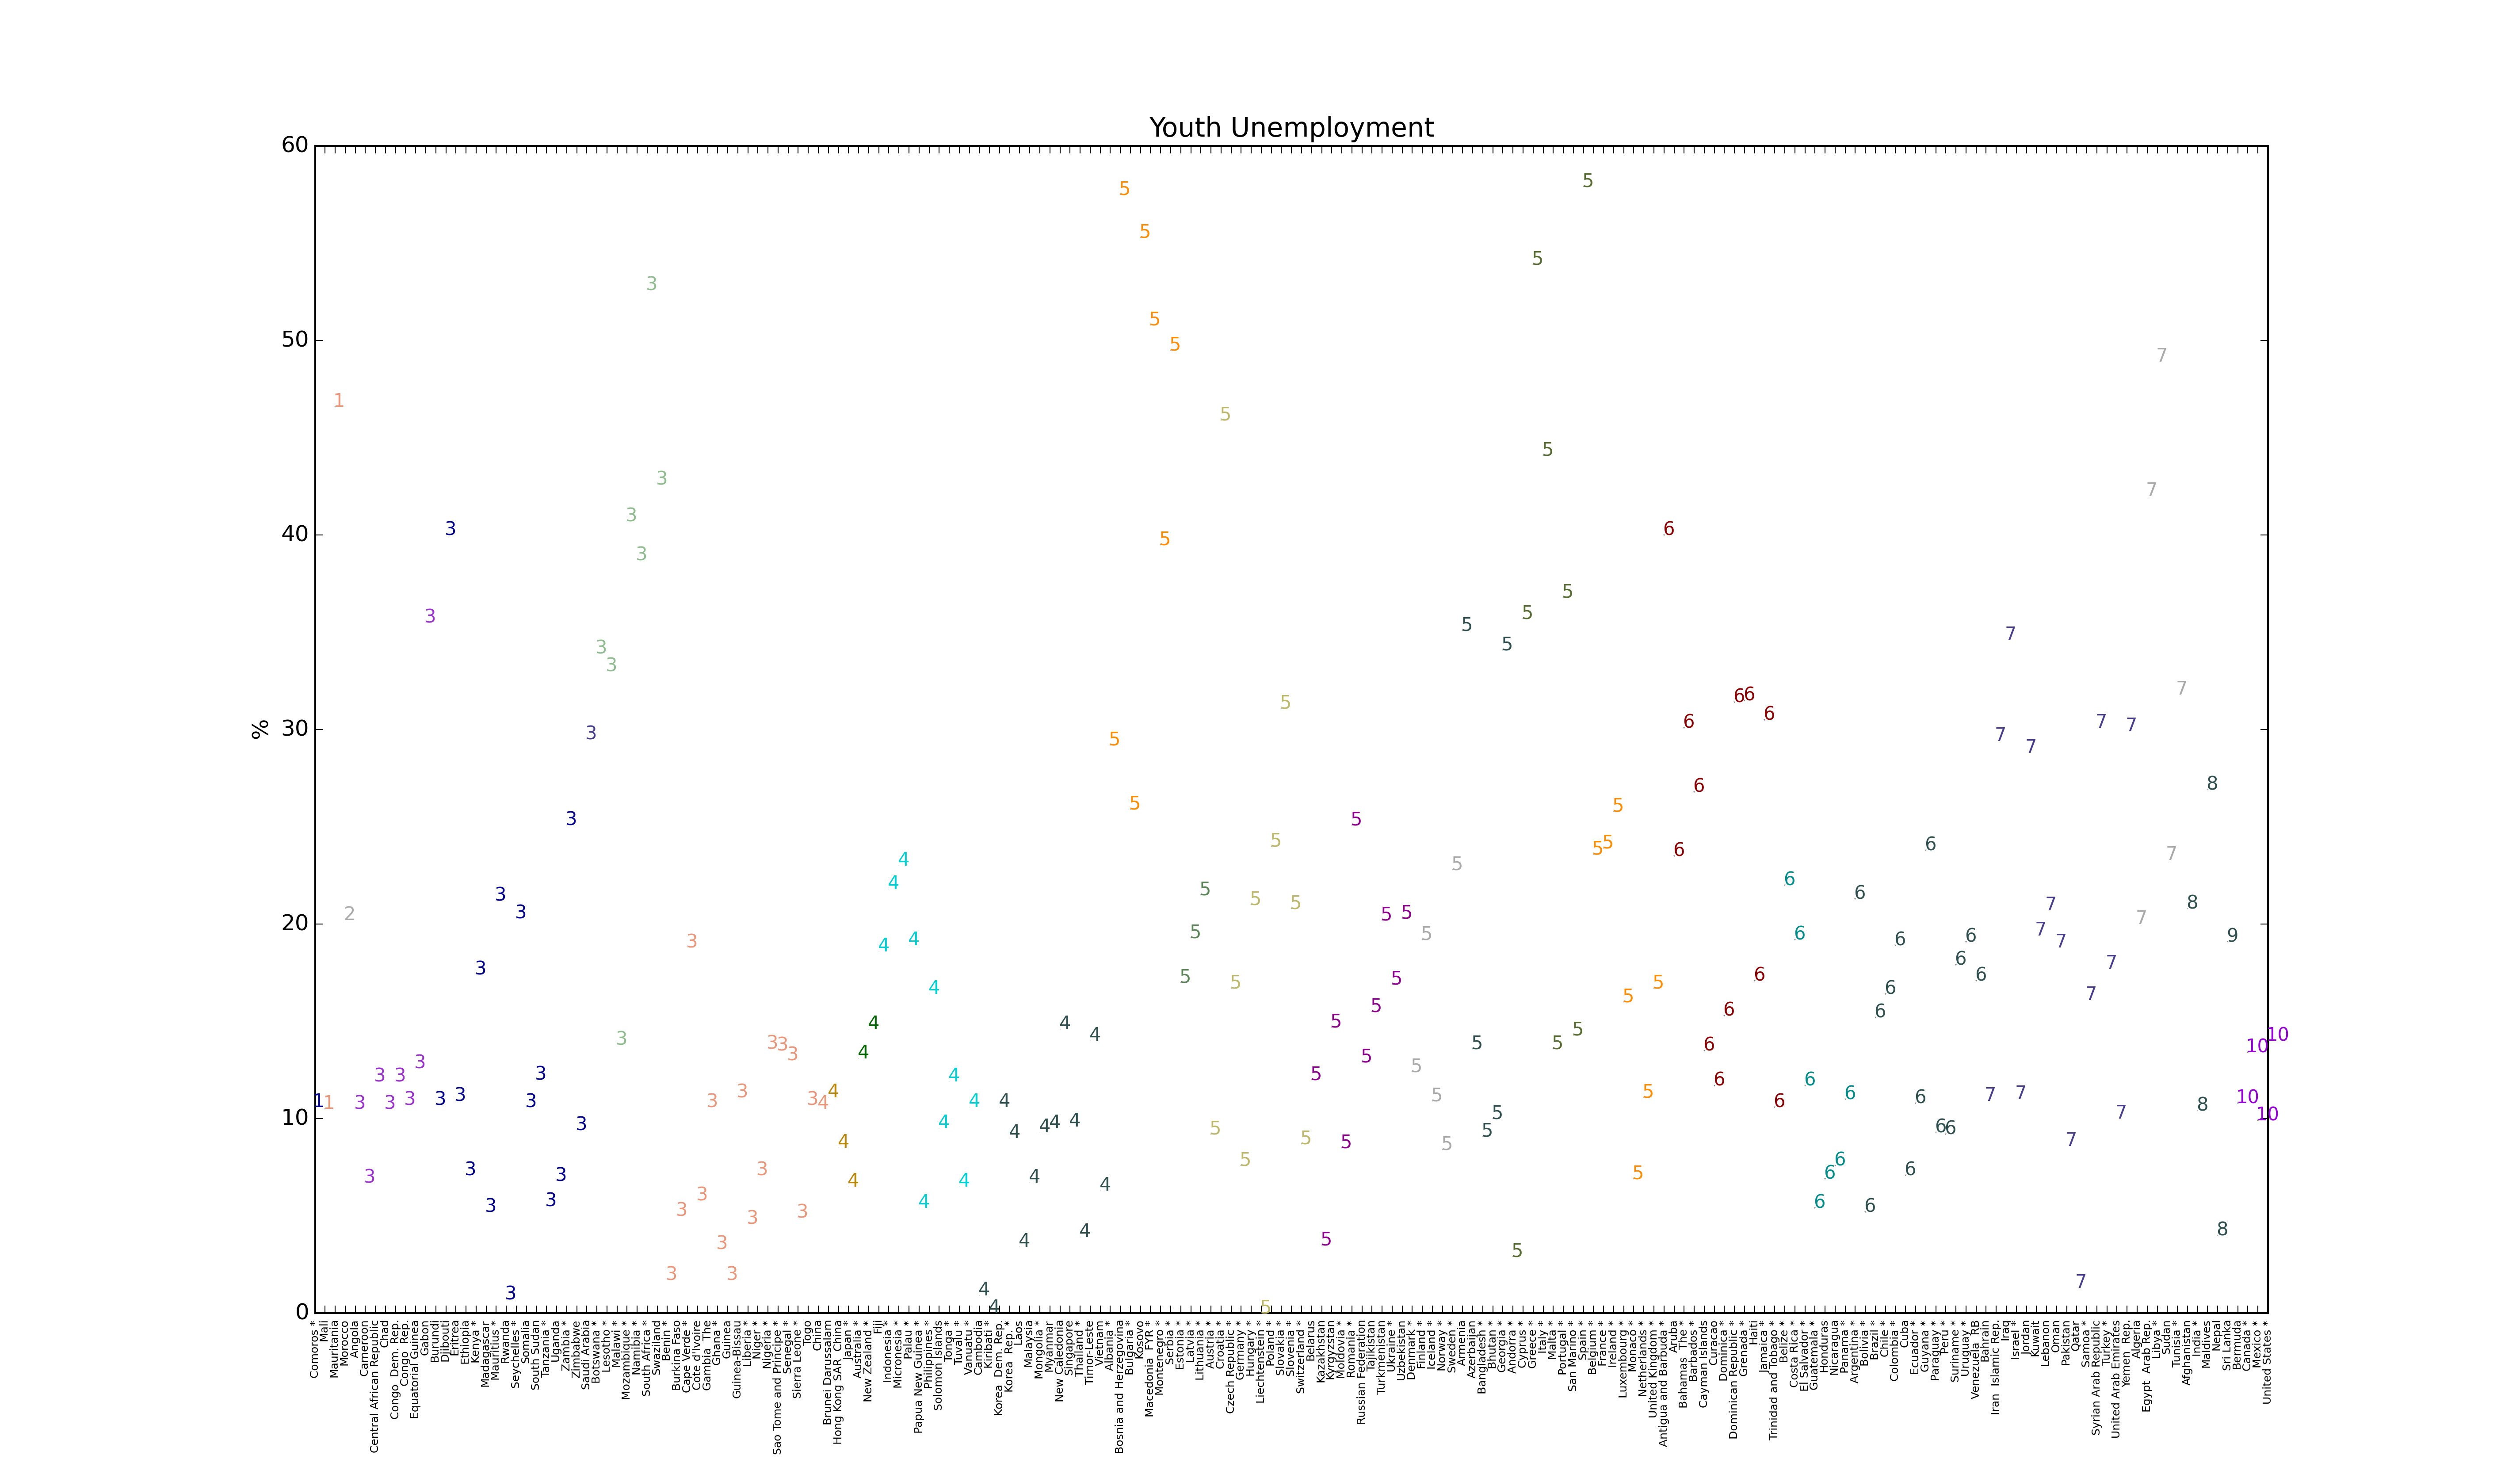 Youth Unemployment
60
50
40
30
20
10
0
%
Comoros *
Mali
Mauritania
Morocco
Angola
Cameroon
Central African Republic
Chad
Congo  Dem. Rep.
Congo  Rep.
Equatorial Guinea
Gabon
Burundi
Djibouti
Eritrea
Ethiopia
Kenya *
Madagascar
Mauritius *
Rwanda
Seychelles *
Somalia
South Sudan
Tanzania *
Uganda
Zambia *
Zimbabwe
Saudi Arabia
Botswana *
Lesotho *
Malawi *
Mozambique *
Namibia *
South Africa *
Swaziland
Benin *
Burkina Faso
Cape Verde *
Cote d'Ivoire
Gambia  The
Ghana *
Guinea
Guinea-Bissau
Liberia *
Niger *
Nigeria *
Sao Tome and Principe *
Senegal *
Sierra Leone *
Togo
China
Brunei Darussalam
Hong Kong SAR  China
Japan *
Australia *
New Zealand *
Fiji
Indonesia *
Micronesia *
Palau *
Papua New Guinea *
Philippines *
Solomon Islands
Tonga *
Tuvalu *
Vanuatu *
Cambodia
Kiribati *
Korea  Dem. Rep.
Korea  Rep.
Laos
Malaysia
Mongolia *
Myanmar
New Caledonia
Singapore
Thailand *
Timor-Leste
Vietnam
Albania *
Bosnia and Herzegovina
Bulgaria *
Kosovo
Macedonia FYR *
Montenegro *
Serbia *
Estonia *
Latvia *
Lithuania *
Austria *
Croatia *
Czech Republic
Germany
Hungary *
Liechtenstein
Poland *
Slovakia
Slovenia *
Switzerland *
Belarus
Kazakhstan
Kyrgyzstan
Moldovia *
Romania *
Russian Federation
Tajikistan
Turkmenistan
Ukraine *
Uzbekistan
Denmark *
Finland *
Iceland *
Norway *
Sweden
Armenia
Azerbaijan
Bangladesh
Bhutan *
Georgia *
Andorra
Cyprus *
Greece *
Italy *
Malta
Portugal *
San Marino *
Spain *
Belgium *
France *
Ireland *
Luxembourg *
Monaco
Netherlands *
United Kingdom *
Antigua and Barbuda *
Aruba
Bahamas  The *
Barbados *
Cayman Islands
Curacao
Dominica *
Dominican Republic *
Grenada *
Haiti
Jamaica *
Trinidad and Tobago *
Belize *
Costa Rica *
El Salvador *
Guatemala *
Honduras
Nicaragua
Panama *
Argentina *
Bolivia *
Brazil *
Chile *
Colombia
Cuba
Ecuador *
Guyana *
Paraguay *
Peru *
Suriname *
Uruguay *
Venezuela  RB
Bahrain
Iran  Islamic Rep.
Iraq
Israel *
Jordan
Kuwait
Lebanon
Oman
Pakistan
Qatar
Samoa *
Syrian Arab Republic
Turkey *
United Arab Emirates
Yemen  Rep.
Algeria
Egypt  Arab Rep.
Libya
Sudan
Tunisia *
Afghanistan
India *
Maldives
Nepal
Sri Lanka
Bermuda
Canada *
Mexico *
United States *